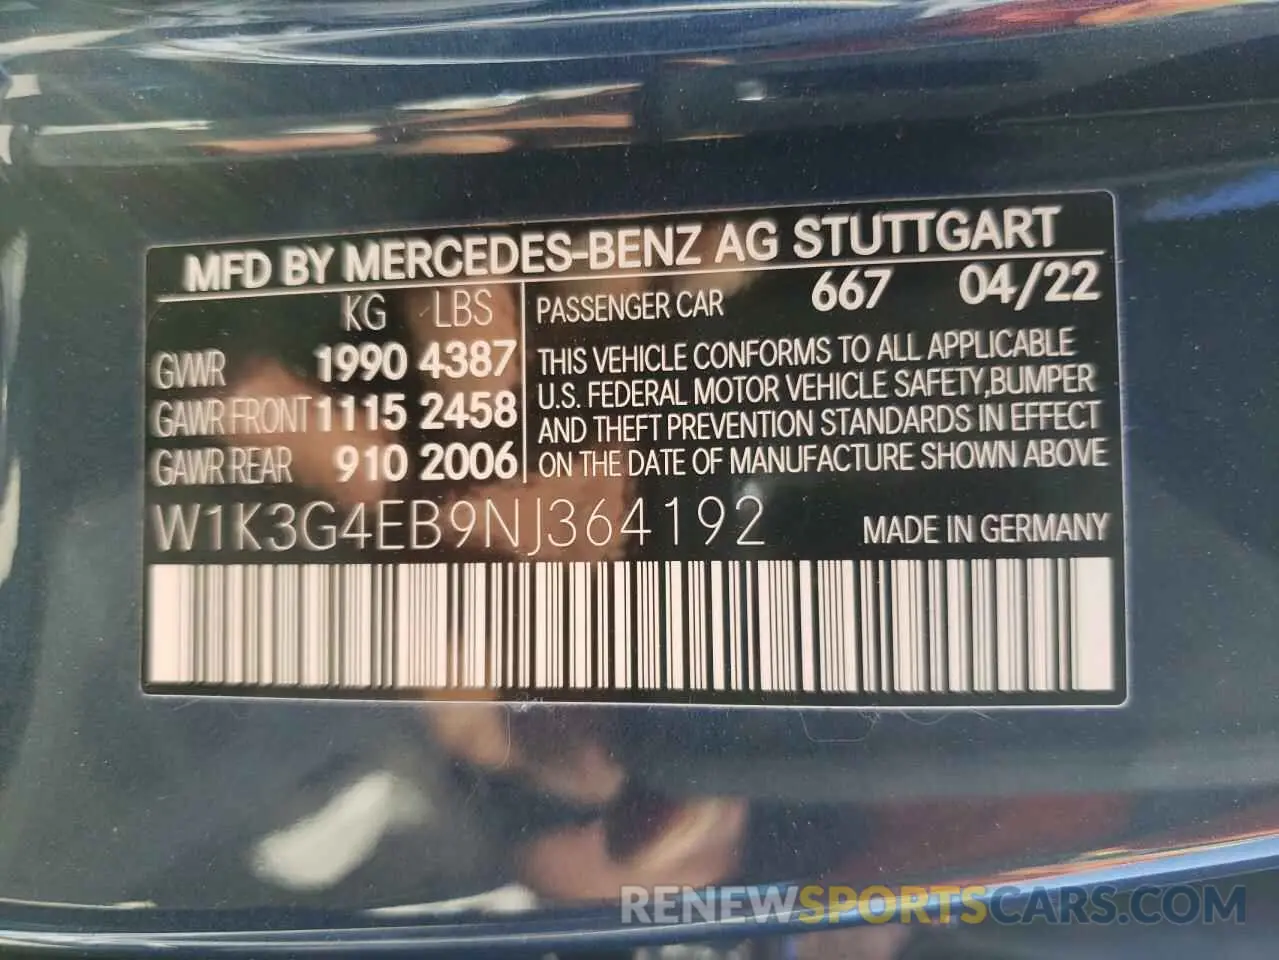 MFD BY MERCEDES-BENZ AG STUTTGART
KG LBS PASSENGER CAR 667 04/22
GVWR 1990 4387
GAWR FRONT 1115 2458
GAWR REAR 910 2006
THIS VEHICLE CONFORMS TO ALL APPLICABLE
U.S. FEDERAL MOTOR VEHICLE SAFETY,BUMPER
AND THEFT PREVENTION STANDARDS IN EFFECT
ON THE DATE OF MANUFACTURE SHOWN ABOVE
W1K3G4EB9NJ364192 MADE IN GERMANY
RENEWSPORTSCARS.COM